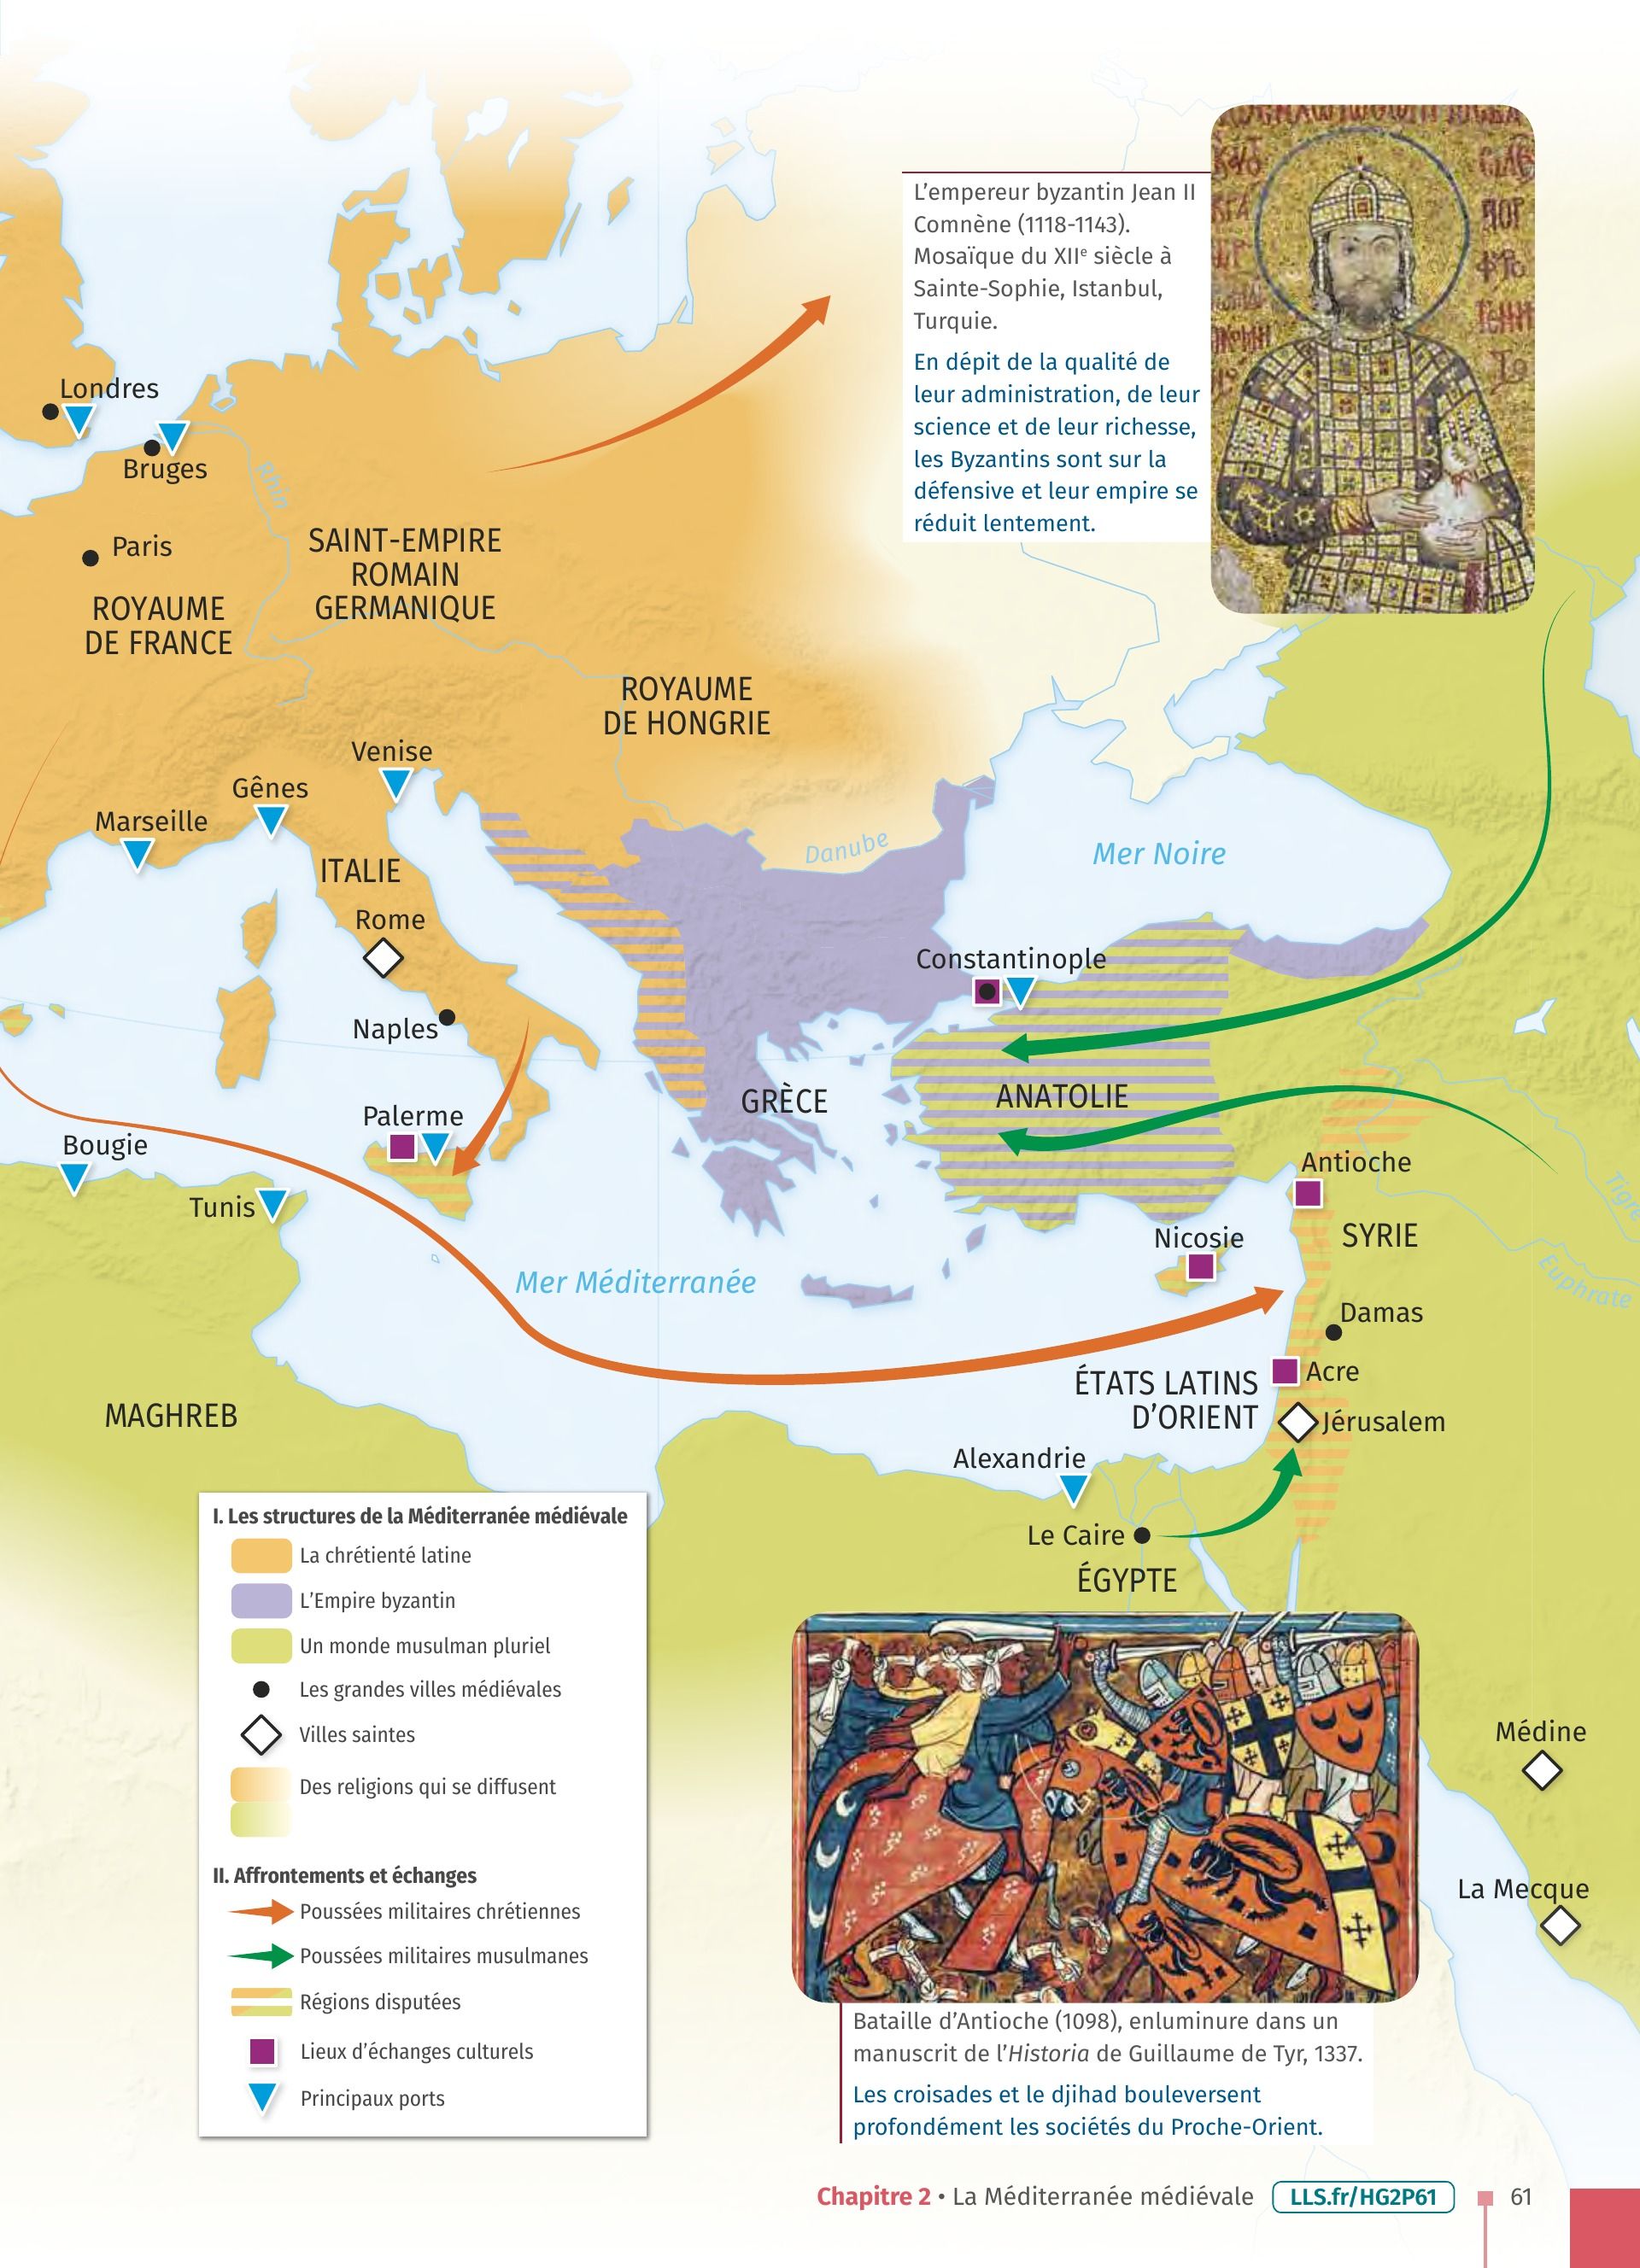 L'empereur byzantin Jean II
Comnène (1118-1143).
Mosaïque du XIIe siècle à
Sainte-Sophie, Istanbul,
Turquie.
En dépit de la qualité de
leur administration, de leur
science et de leur richesse,
les Byzantins sont sur la
défensive et leur empire se
réduit lentement.
Londres
Bruges
Rhin
Paris
SAINT-EMPIRE
ROMAIN
GERMANIQUE
ROYAUME
DE FRANCE
ROYAUME
DE HONGRIE
Venise
Gênes
Marseille
ITALIE
Danube
Mer Noire
Rome
Constantinople
Naples
GRÈCE
ANATOLIE
Palerme
Bougie
Tunis
Antioche
Tigre
SYRIE
Nicosie
Euphrate
Mer Méditerranée
Damas
Acre
ÉTATS LATINS
D'ORIENT
Jérusalem
MAGHREB
Alexandrie
Le Caire
ÉGYPTE
Médine
La Mecque
I. Les structures de la Méditerranée médiévale
La chrétienté latine
L'Empire byzantin
Un monde musulman pluriel
Les grandes villes médiévales
Villes saintes
Des religions qui se diffusent
II. Affrontements et échanges
Poussées militaires chrétiennes
Poussées militaires musulmanes
Régions disputées
Lieux d'échanges culturels
Principaux ports
Bataille d'Antioche (1098), enluminure dans un
manuscrit de l'Historia de Guillaume de Tyr, 1337.
Les croisades et le djihad bouleversent
profondément les sociétés du Proche-Orient.
Chapitre 2 • La Méditerranée médiévale LLS.fr/HG2P61 61